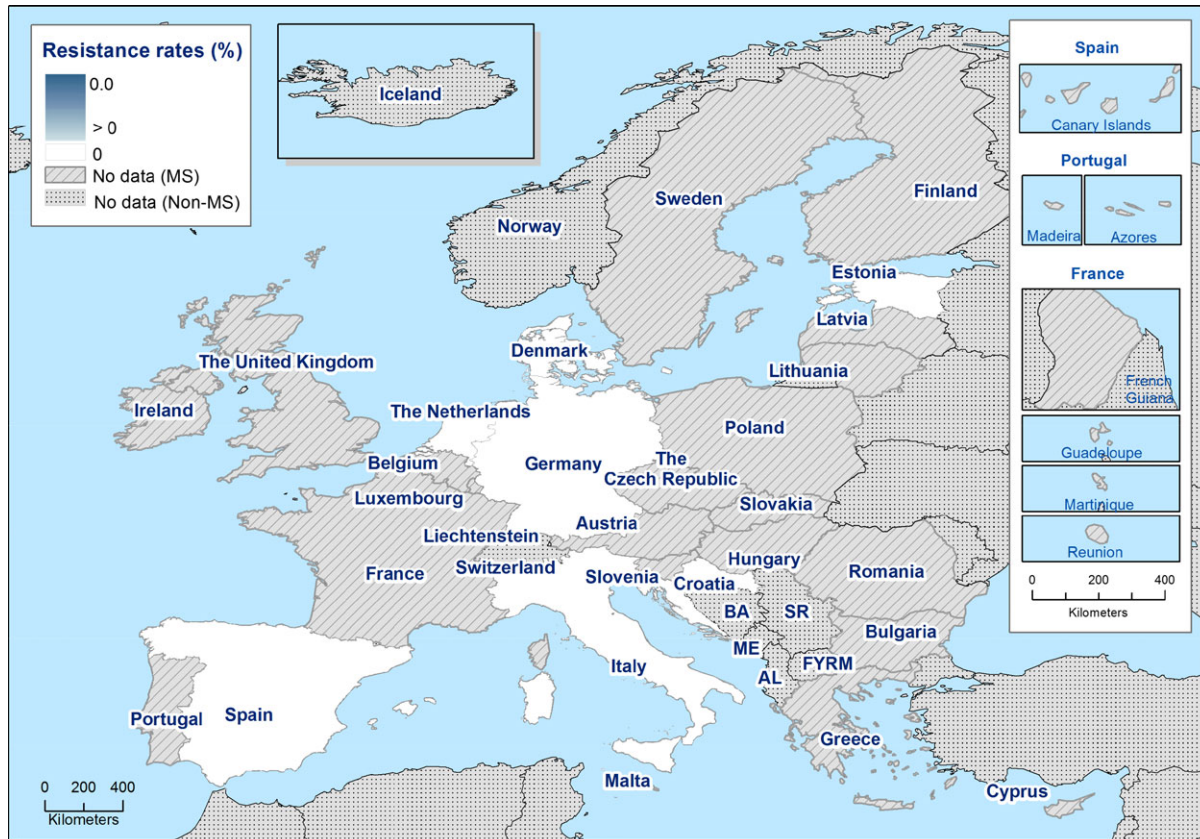 Resistance rates (%)
0.0
> 0
0
No data (MS)
No data (Non-MS)
Iceland
Spain
Canary Islands
Portugal
Madeira
Azores
France
French
Guiana
Guadeloupe
Martinique
Reunion
0 200 400
Kilometers
Sweden
Finland
Norway
Estonia
Latvia
Denmark
The United Kingdom
Lithuania
Ireland
The Netherlands
Poland
Belgium
Germany
The
Czech Republic
Luxembourg
Slovakia
Austria
Liechtenstein
Hungary
Switzerland
France
Slovenia
Croatia
Romania
BA
SR
Bulgaria
ME
FYRM
Italy
AL
Portugal
Spain
Greece
Malta
Cyprus
0 200 400
Kilometers